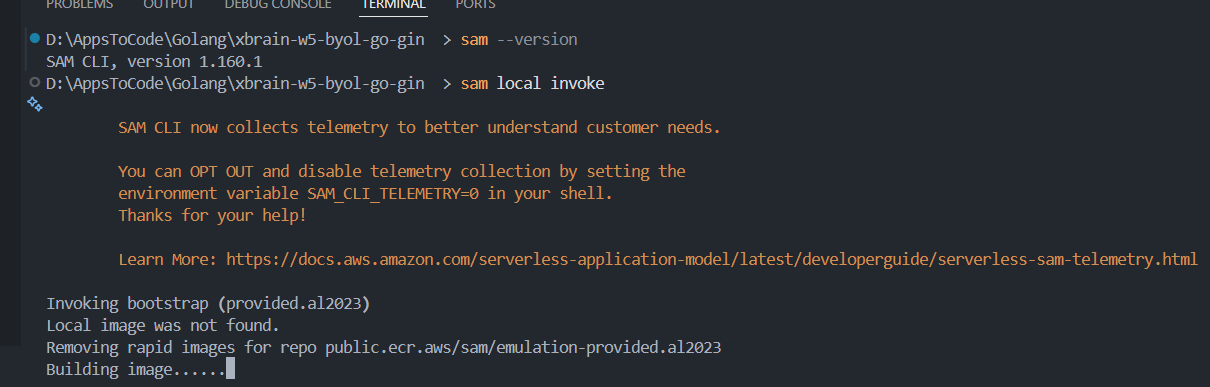 PROBLEMS OUTPUT DEBUG CONSOLE TERMINAL PORTS
D:\AppsToCode\Golang\xbrain-w5-byol-go-gin > sam --version
SAM CLI, version 1.160.1
D:\AppsToCode\Golang\xbrain-w5-byol-go-gin > sam local invoke
SAM CLI now collects telemetry to better understand customer needs.
You can OPT OUT and disable telemetry collection by setting the
environment variable SAM_CLI_TELEMETRY=0 in your shell.
Thanks for your help!
Learn More: https://docs.aws.amazon.com/serverless-application-model/latest/developerguide/serverless-sam-telemetry.html
Invoking bootstrap (provided.al2023)
Local image was not found.
Removing rapid images for repo public.ecr.aws/sam/emulation-provided.al2023
Building image......